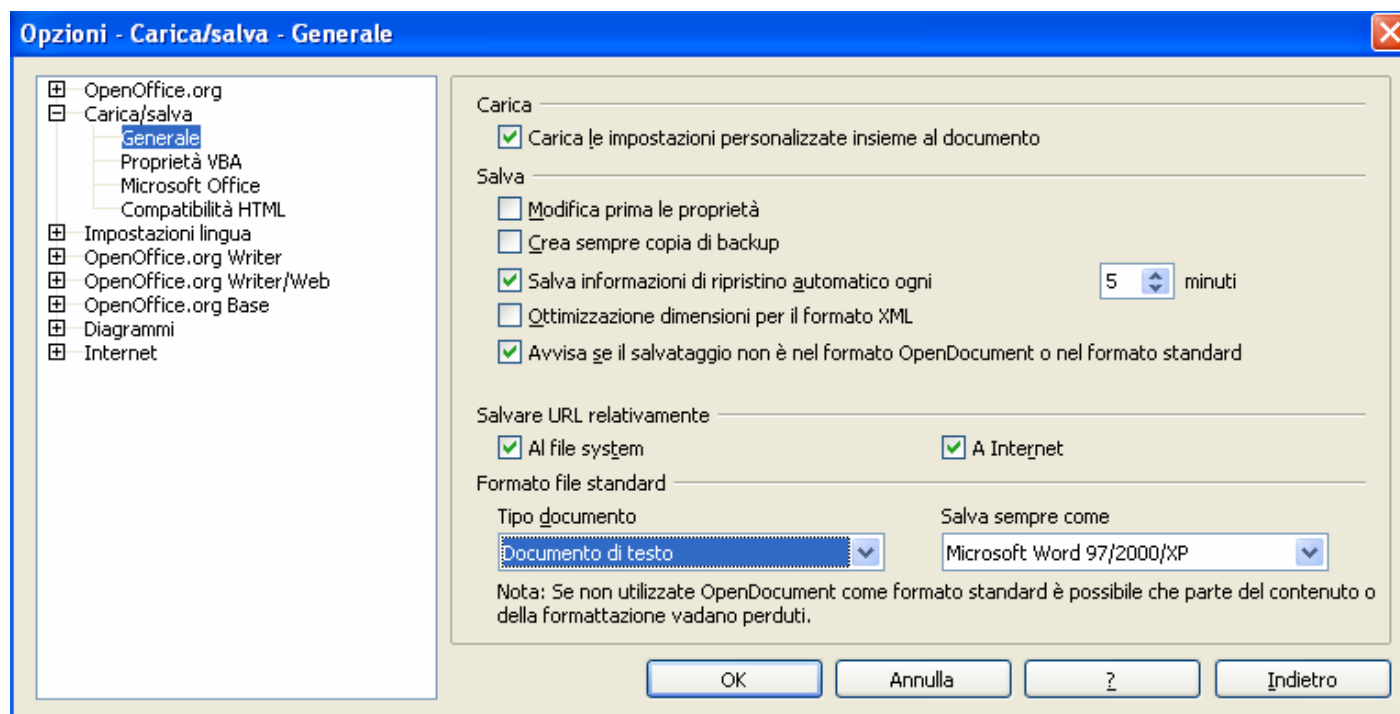 Opzioni - Carica/salva - Generale
OpenOffice.org
Carica/salva
Generale
Proprietà VBA
Microsoft Office
Compatibilità HTML
Impostazioni lingua
OpenOffice.org Writer
OpenOffice.org Writer/Web
OpenOffice.org Base
Diagrammi
Internet
Carica
Carica le impostazioni personalizzate insieme al documento
Salva
Modifica prima le proprietà
Crea sempre copia di backup
Salva informazioni di ripristino automatico ogni 5 minuti
Ottimizzazione dimensioni per il formato XML
Avvisa se il salvataggio non è nel formato OpenDocument o nel formato standard
Salvare URL relativamente
Al file system A Internet
Formato file standard
Tipo documento Salva sempre come
Documento di testo Microsoft Word 97/2000/XP
Nota: Se non utilizzate OpenDocument come formato standard è possibile che parte del contenuto o
della formattazione vadano perduti.
OK Annulla ? Indietro